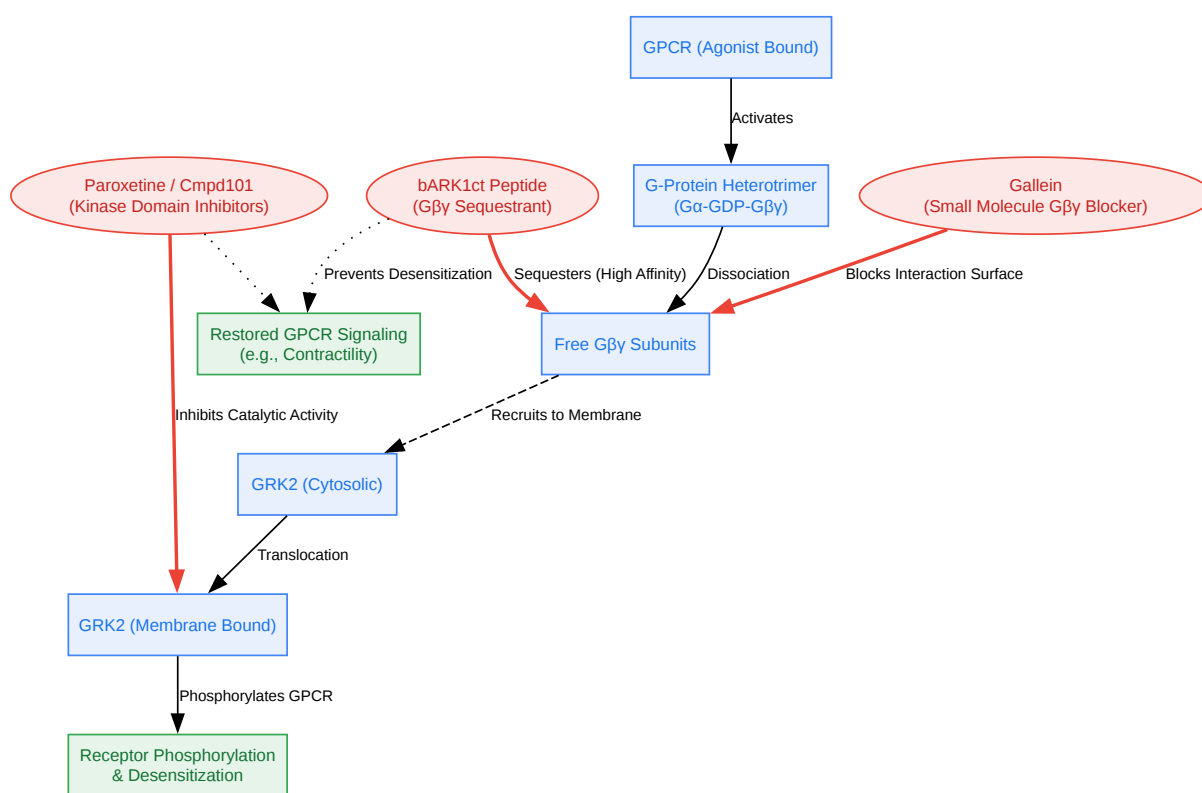 GPCR (Agonist Bound)
Activates
Paroxetine / Cmpd101
(Kinase Domain Inhibitors)
bARK1ct Peptide
(Gβγ Sequestrant)
G-Protein Heterotrimer
(Gα-GDP-Gβγ)
Gallein
(Small Molecule Gβγ Blocker)
Prevents Desensitization
Sequesters (High Affinity)
Dissociation
Blocks Interaction Surface
Restored GPCR Signaling
(e.g., Contractility)
Free Gβγ Subunits
Inhibits Catalytic Activity
Recruits to Membrane
GRK2 (Cytosolic)
Translocation
GRK2 (Membrane Bound)
Phosphorylates GPCR
Receptor Phosphorylation
& Desensitization